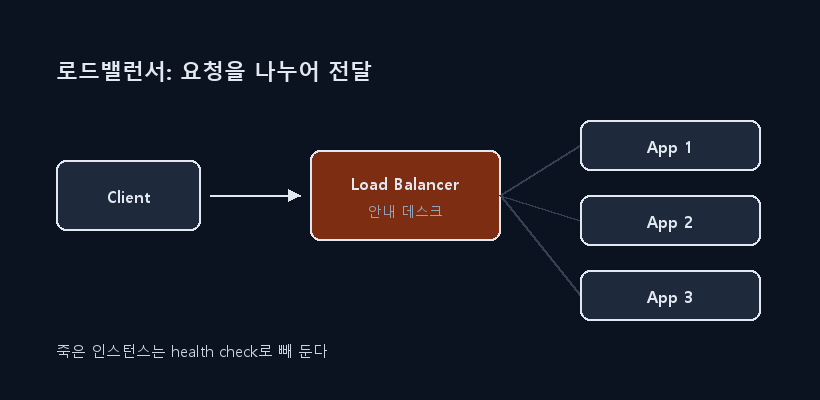 로드밸런서: 요청을 나누어 전달
Client
Load Balancer
안내 데스크
App 1
App 2
App 3
죽은 인스턴스는 health check로 빼 둔다